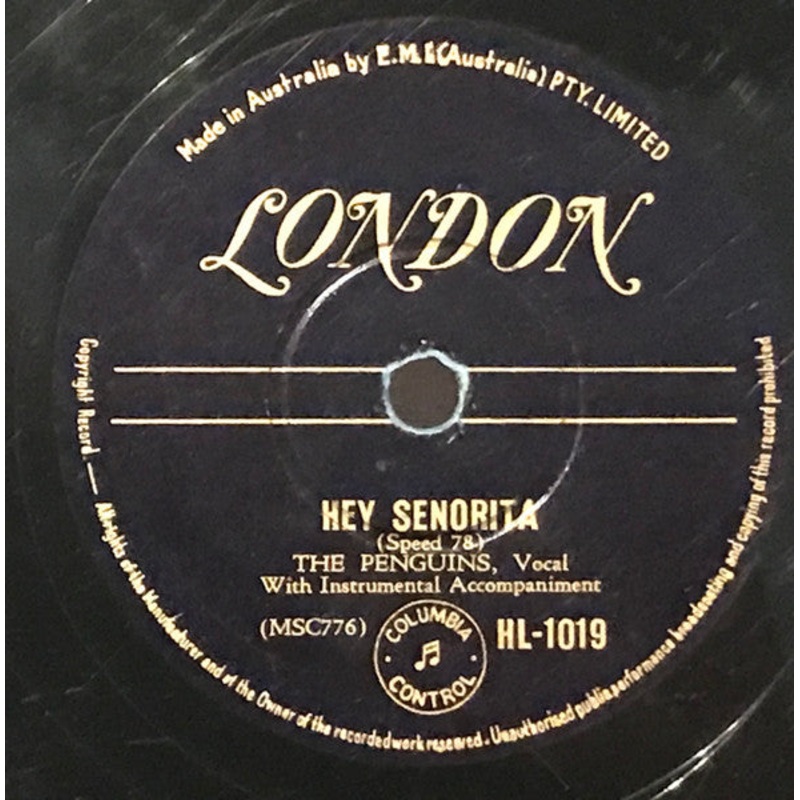 Made in Australia by E.M.I.(Australia) PTY. LIMITED
LONDON
HEY SENORITA
(Speed 78)
THE PENGUINS, Vocal
With Instrumental Accompaniment
(MSC776)
COLUMBIA
CONTROL
HL-1019
Copyright Record. — All rights of the Manufacturer and of the Owner of the recorded work reserved. Unauthorised public performance broadcasting and copying of this record prohibited